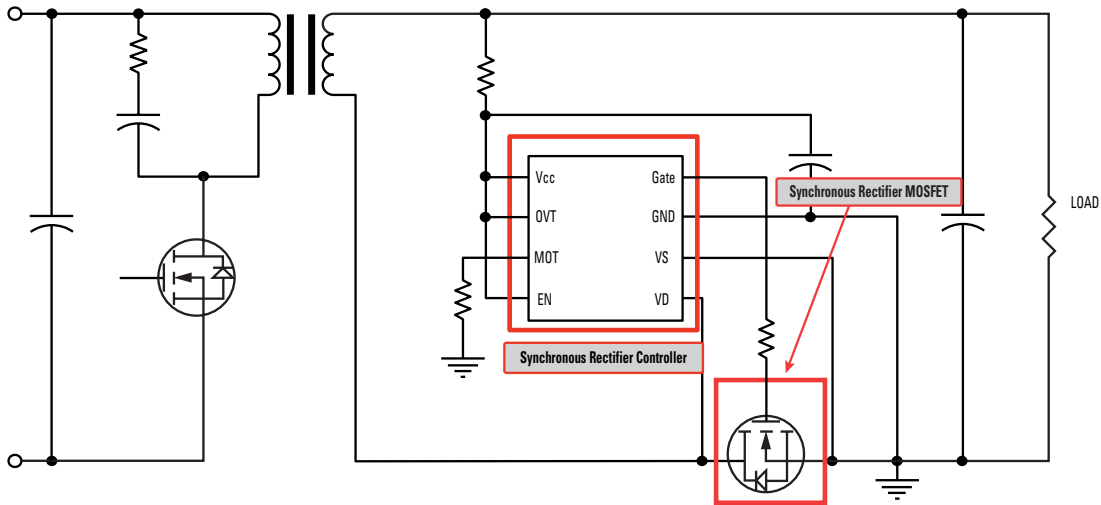 Vcc
OVT
MOT
EN
Gate
GND
VS
VD
Synchronous Rectifier MOSFET
LOAD
Synchronous Rectifier Controller